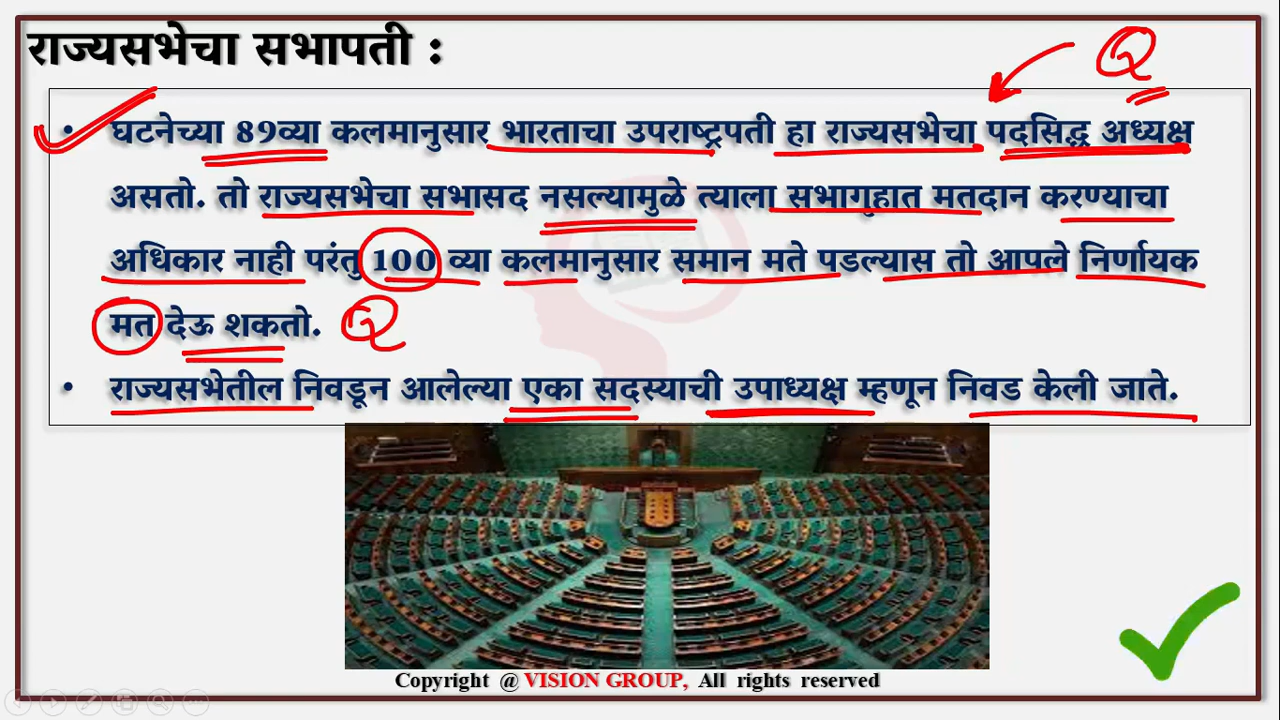 राज्यसभेचा सभापती :
Q
• घटनेच्या 89व्या कलमानुसार भारताचा उपराष्ट्रपती हा राज्यसभेचा पदसिद्ध अध्यक्ष
असतो. तो राज्यसभेचा सभासद नसल्यामुळे त्याला सभागृहात मतदान करण्याचा
अधिकार नाही परंतु 100 व्या कलमानुसार समान मते पडल्यास तो आपले निर्णायक
मत देऊ शकतो. Q
• राज्यसभेतील निवडून आलेल्या एका सदस्याची उपाध्यक्ष म्हणून निवड केली जाते.
Copyright @ VISION GROUP, All rights reserved